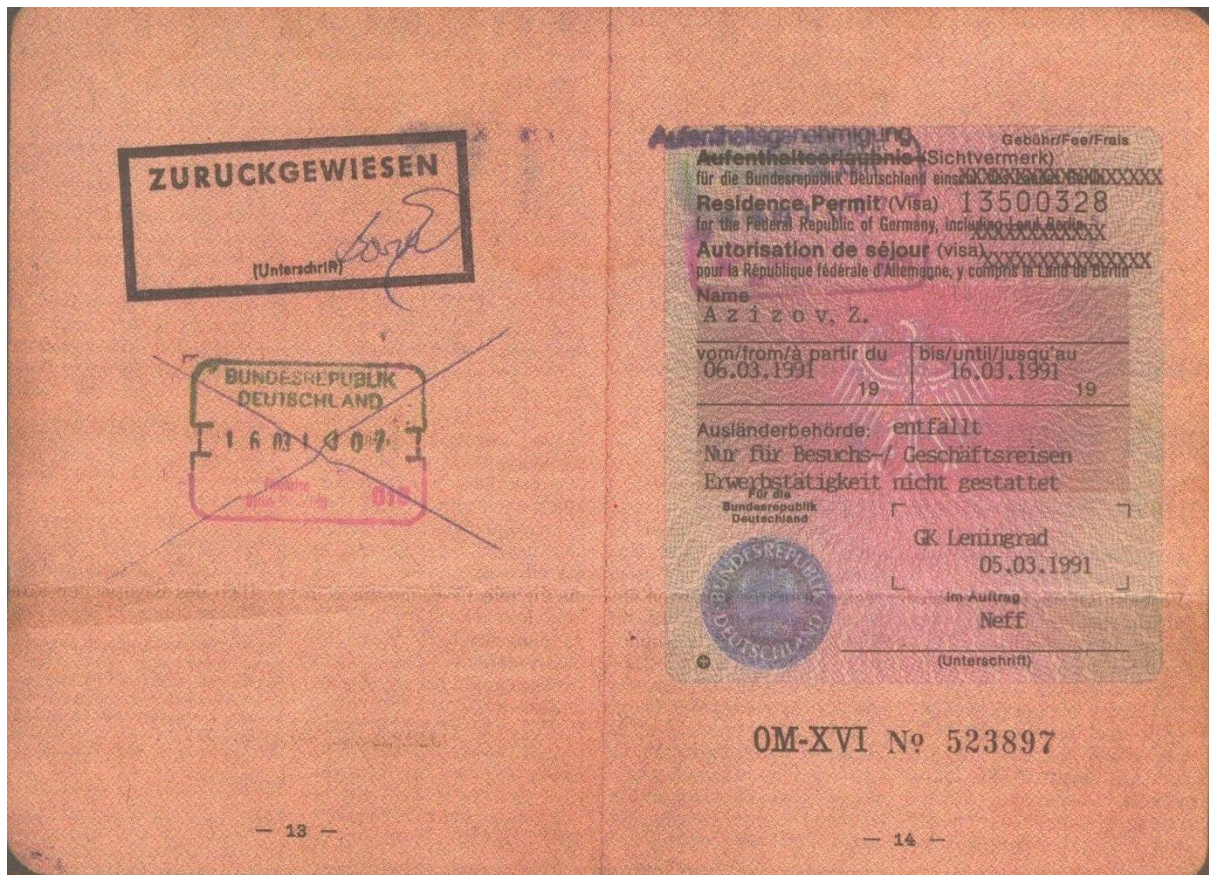 ZURUCKGEWIESEN
(Unterschrift)
BUNDESREPUBLIK
DEUTSCHLAND
— 13 —
Aufenthaltsgenehmigung
Gebühr/Fee/Frais
Aufenthaltserlaubnis (Sichtvermerk)
für die Bundesrepublik Deutschland
Residence Permit (Visa) 13500328
for the Federal Republic of Germany, including Land Berlin
Autorisation de séjour (visa)
pour la République fédérale d'Allemagne, y compris le Land de Berlin
Name
Azizov, Z.
vom/from/à partir du bis/until/jusqu'au
06.03.1991 16.03.1991
19 19
Ausländerbehörde: entfällt
Nur für Besuchs-/ Geschäftsreisen
Erwerbstätigkeit nicht gestattet
Für die
Bundesrepublik
Deutschland
BUNDESREPUBLIK DEUTSCHLAND
GK Leningrad
05.03.1991
Im Auftrag
Neff
(Unterschrift)
OM-XVI № 523897
— 14 —